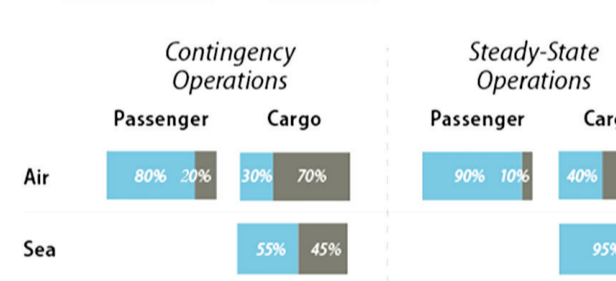 Contingency
Operations
Steady-State
Operations
Passenger Cargo
Passenger
Air 80% 20% 30% 70% 90% 10% 40%
Sea 55% 45%